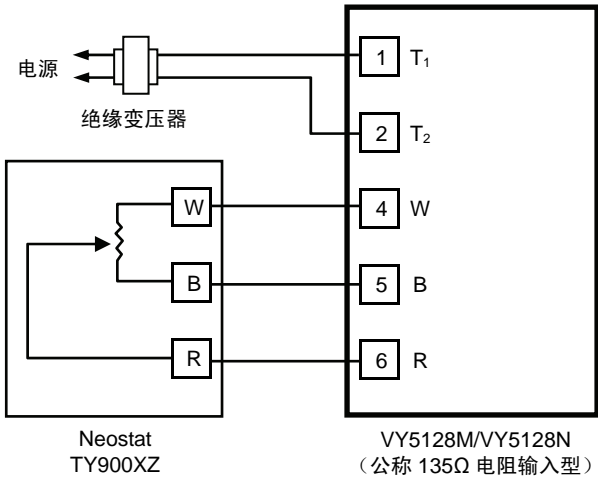 电源
绝缘变压器
1 T₁
2 T₂
W 4 W
B 5 B
R 6 R
Neostat
TY900XZ
VY5128M/VY5128N
（公称 135Ω 电阻输入型）